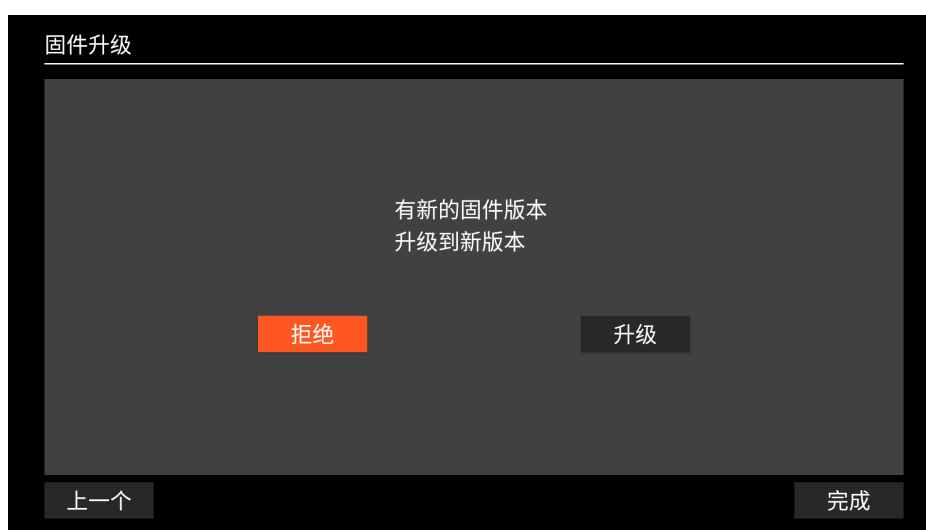 固件升级
有新的固件版本
升级到新版本
拒绝
升级
上一个
完成